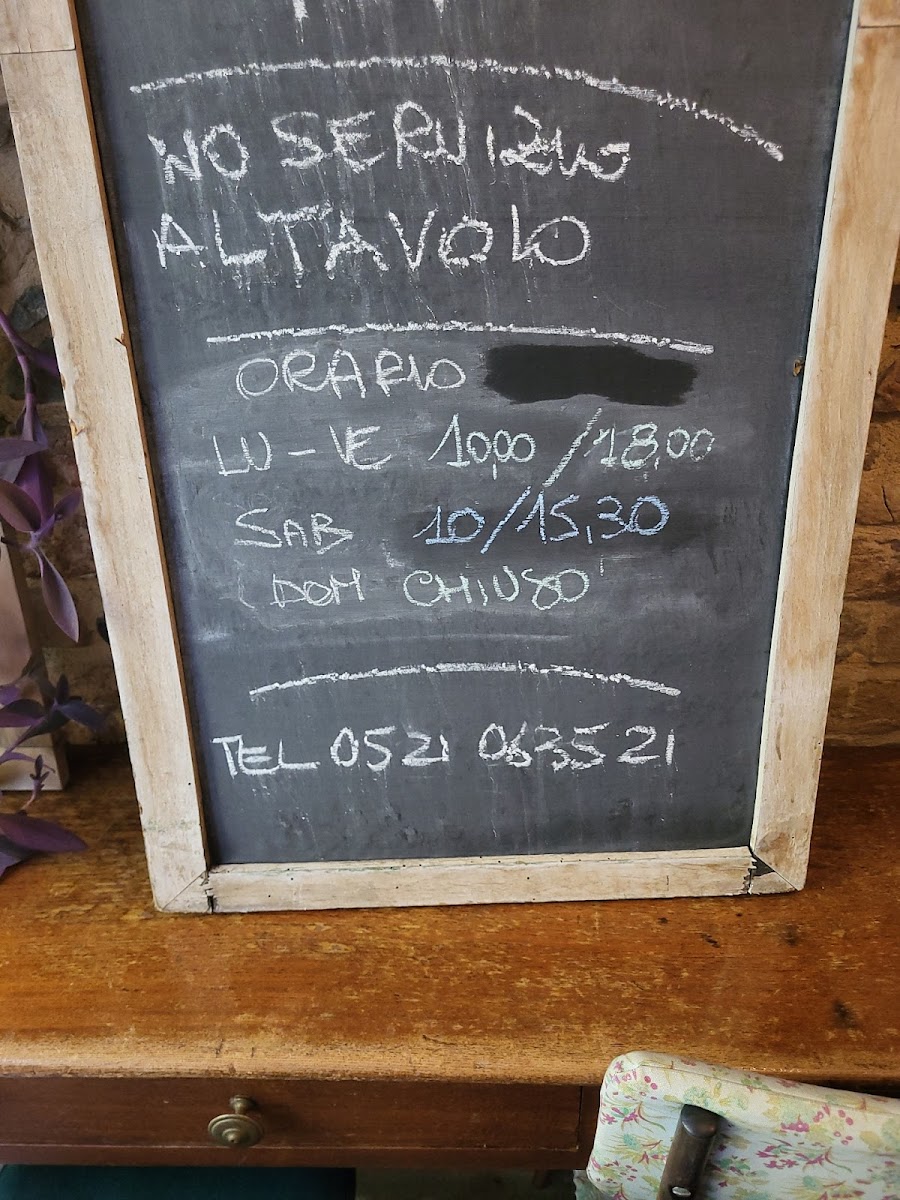 NO SERVIZIO
AL TAVOLO
ORARIO
LU - VE 10,00 / 18,00
SAB 10/15,30
DOM CHIUSO
TEL 0521 063521